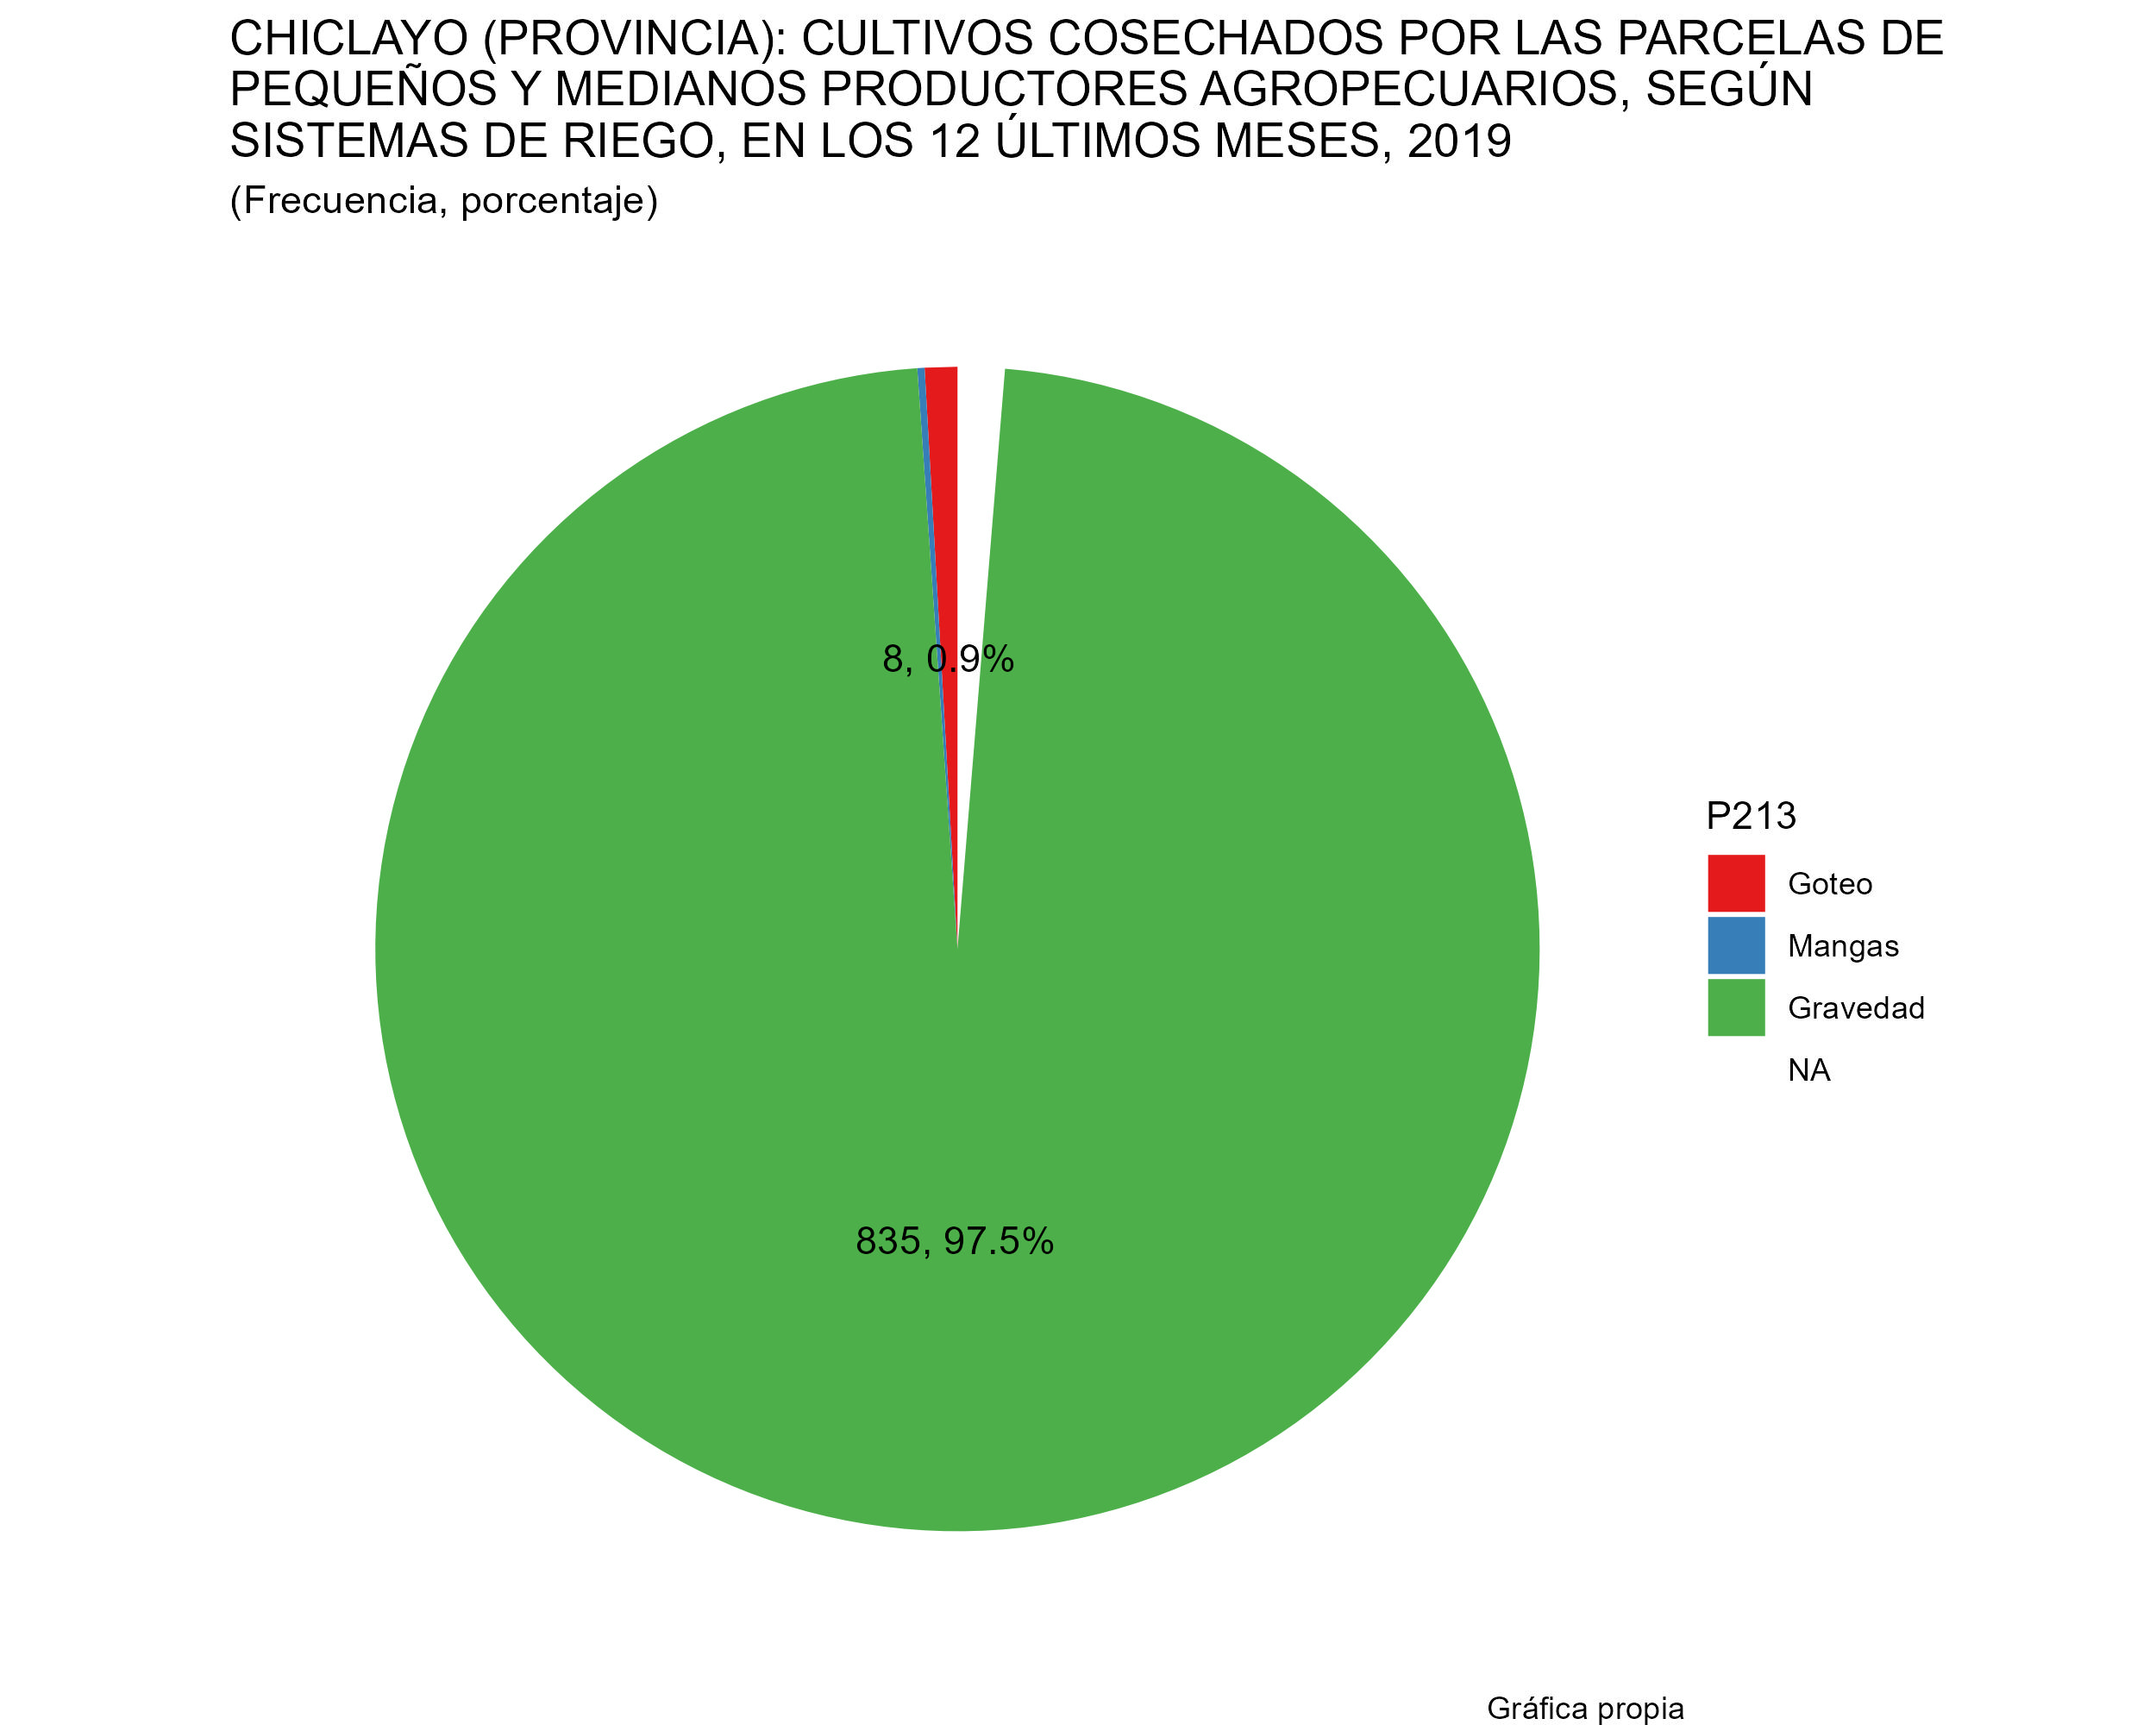 CHICLAYO (PROVINCIA): CULTIVOS COSECHADOS POR LAS PARCELAS DE
PEQUEÑOS Y MEDIANOS PRODUCTORES AGROPECUARIOS, SEGÚN
SISTEMAS DE RIEGO, EN LOS 12 ÚLTIMOS MESES, 2019
(Frecuencia, porcentaje)
8, 0.9%
835, 97.5%
P213
Goteo
Mangas
Gravedad
NA
Gráfica propia